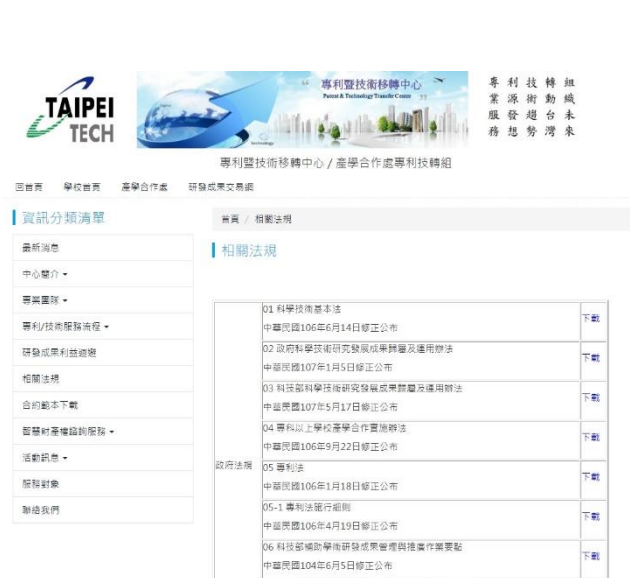 TAIPEI
TECH
專利暨技術移轉中心
Patent & Technology Transfer Center
專 利 技 轉 組
業 源 術 動 織
服 發 趨 台 未
務 想 勢 灣 來
專利暨技術移轉中心 / 產學合作處專利技轉組
回首頁 學校首頁 產學合作處 研發成果交易網
資訊分類清單
最新消息
中心簡介
專業團隊
專利/技術服務流程
研發成果利益迴避
相關法規
合約範本下載
智慧財產權諮詢服務
活動訊息
服務對象
聯絡我們
首頁 / 相關法規
相關法規
政府法規
01 科學技術基本法
中華民國106年6月14日修正公布
下載
02 政府科學技術研究發展成果歸屬及運用辦法
中華民國107年1月5日修正公布
下載
03 科技部科學技術研究發展成果歸屬及運用辦法
中華民國107年5月17日修正公布
下載
04 專科以上學校產學合作實施辦法
中華民國106年9月22日修正公布
下載
05 專利法
中華民國106年1月18日修正公布
下載
05-1 專利法施行細則
中華民國106年4月19日修正公布
下載
06 科技部補助學術研發成果管理與推廣作業要點
中華民國104年6月5日修正公布
下載